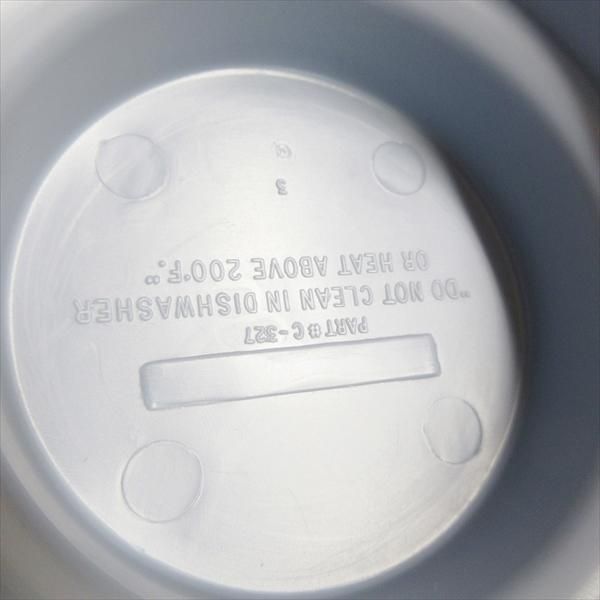 PART # C-327
"DO NOT CLEAN IN DISHWASHER
OR HEAT ABOVE 200°F."
3